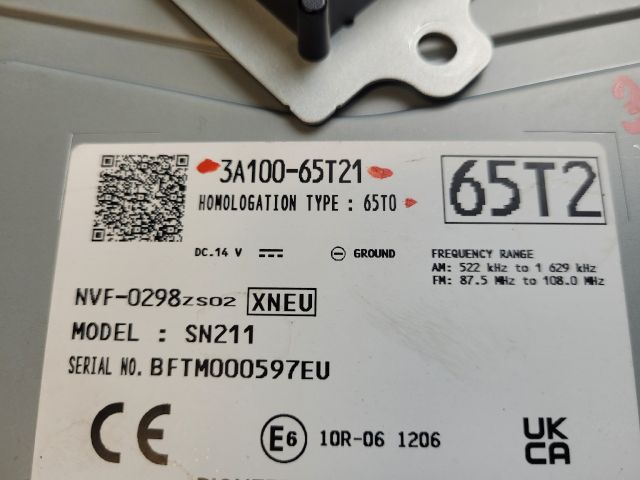 3A100-65T21
65T2
HOMOLOGATION TYPE : 65T0
DC.14 V
GROUND
FREQUENCY RANGE
AM: 522 kHz to 1 629 kHz
FM: 87.5 MHz to 108.0 MHz
NVF-0298ZS02 XNEU
MODEL : SN211
SERIAL NO. BFTM000597EU
CE
E6
10R-06 1206
UK
CA